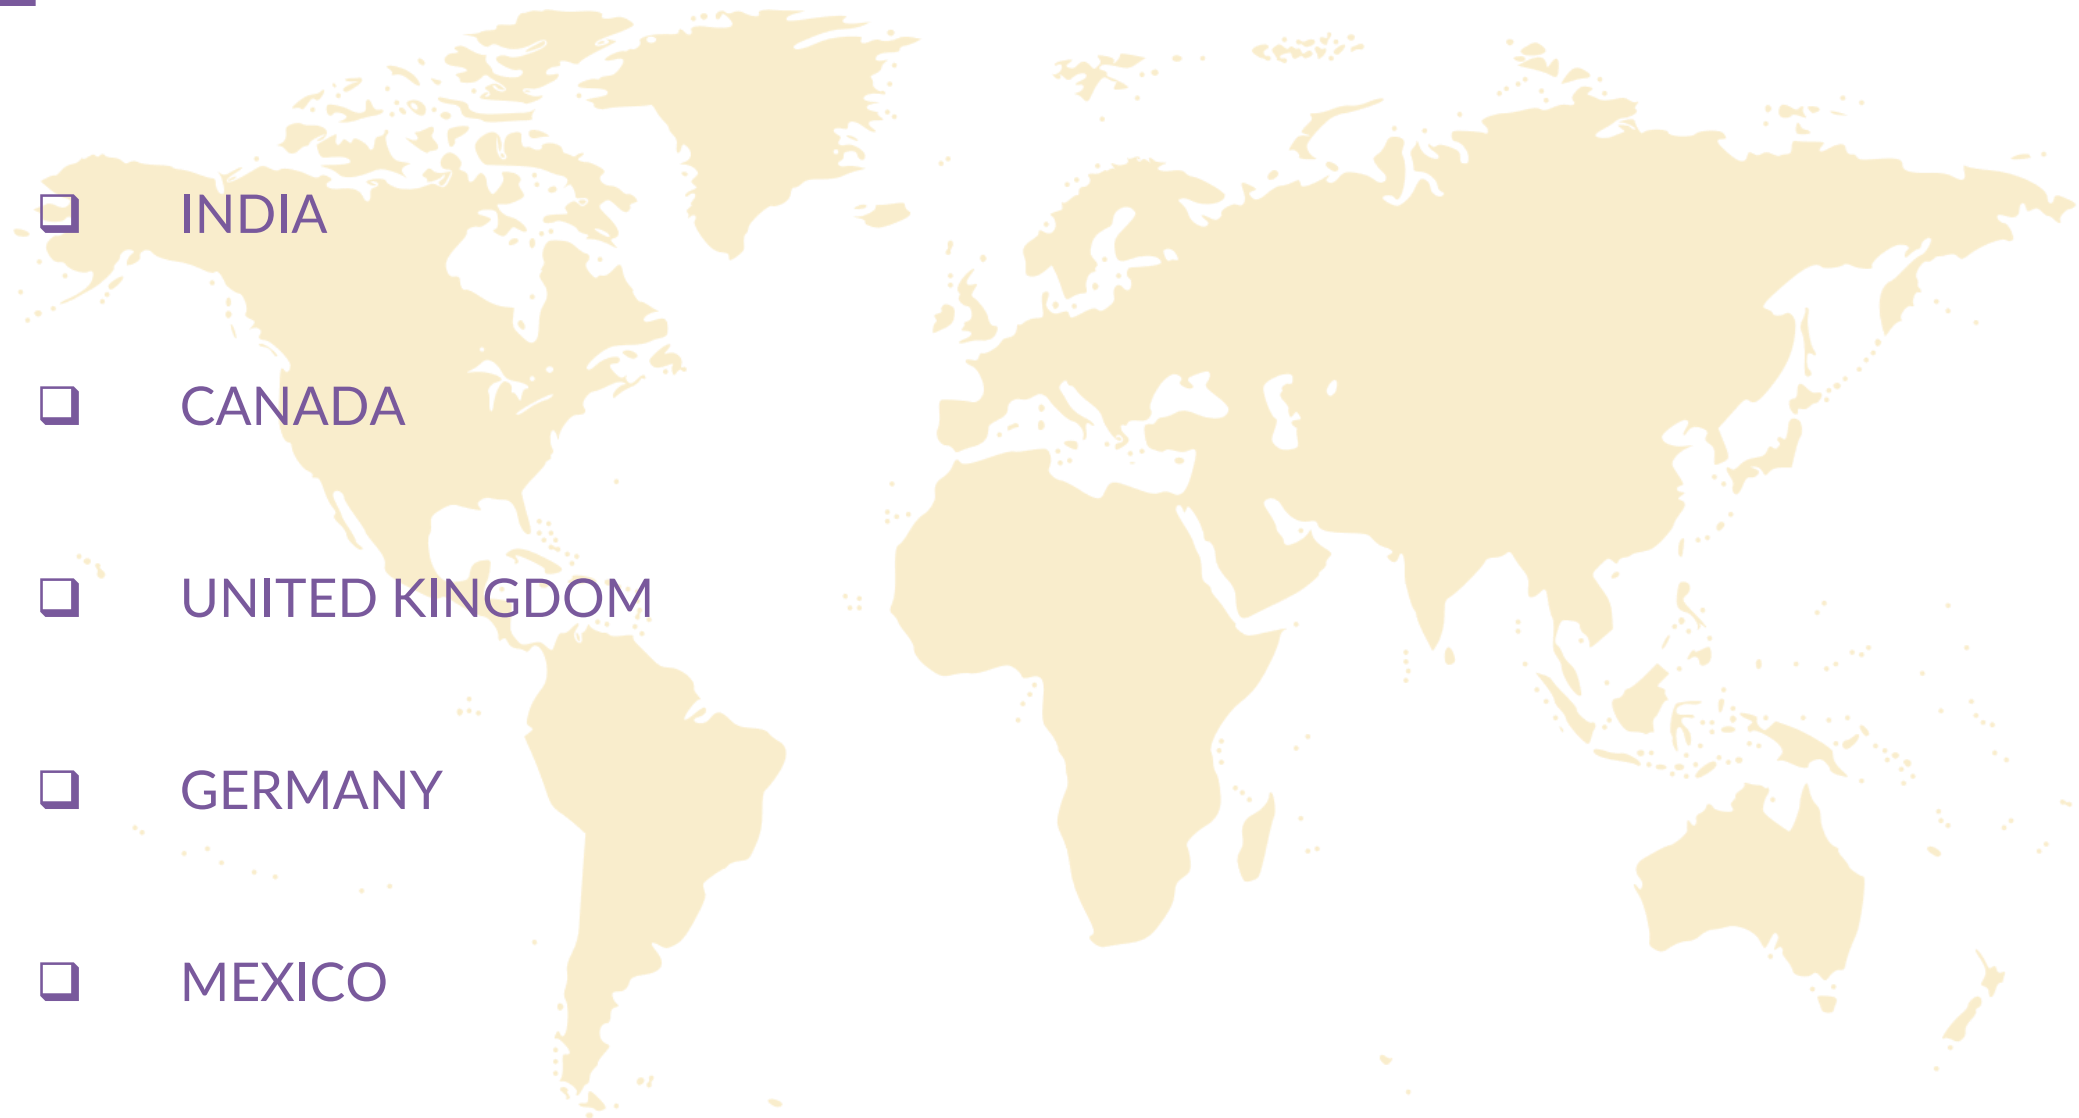 ❑ INDIA
❑ CANADA
❑ UNITED KINGDOM
❑ GERMANY
❑ MEXICO